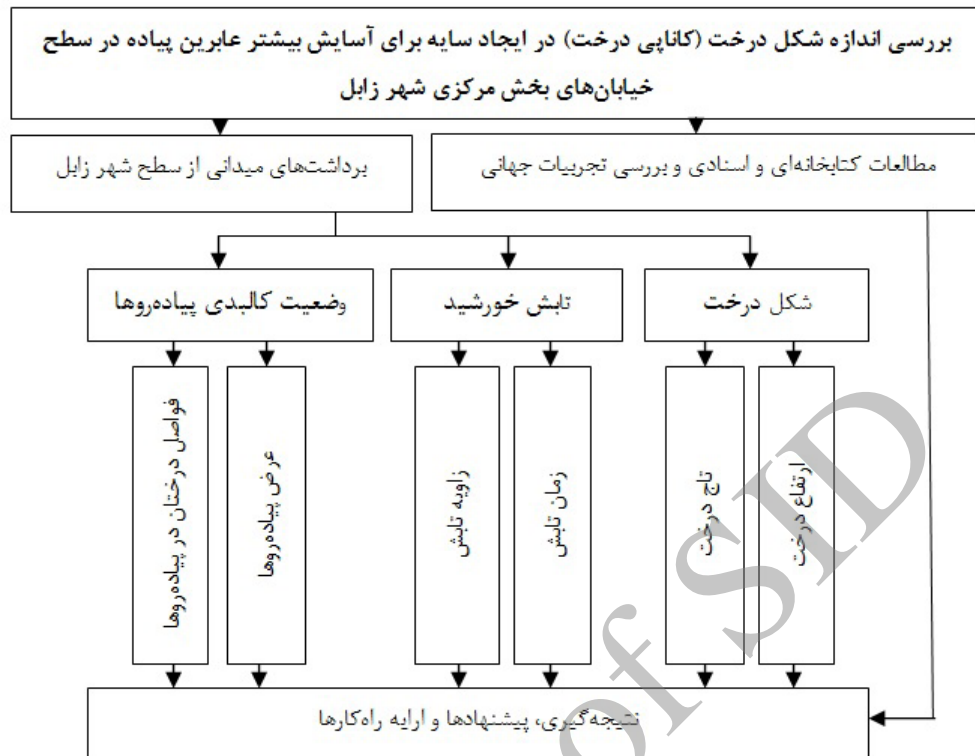 بررسی اندازه شکل درخت (کاناپی درخت) در ایجاد سایه برای آسایش بیشتر عابرین پیاده در سطح
خیابان‌های بخش مرکزی شهر زابل
مطالعات کتابخانه‌ای و اسنادی و بررسی تجربیات جهانی
برداشت‌های میدانی از سطح شهر زابل
شکل درخت
تابش خورشید
وضعیت کالبدی پیاده‌روها
ارتفاع درخت
تاج درخت
زمان تابش
زاویه تابش
عرض پیاده‌روها
فواصل درختان در پیاده‌روها
نتیجه‌گیری، پیشنهادها و ارایه راه‌کارها
of SID